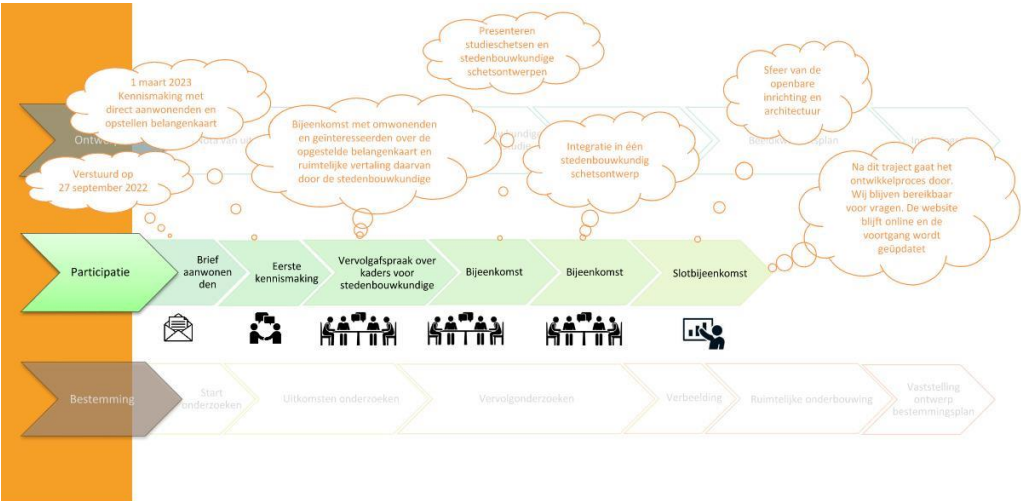 Presenteren
studieschetsen en
stedenbouwkundige
schetsontwerpen
1 maart 2023
Kennismaking met
direct aanwonenden en
opstellen belangenkaart
Sfeer van de
openbare
inrichting en
architectuur
Bijeenkomst met omwonenden
en geïnteresseerden over de
opgestelde belangenkaart en
ruimtelijke vertaling daarvan
door de stedenbouwkundige
Integratie in één
stedenbouwkundig
schetsontwerp
Verstuurd op
27 september 2022
Na dit traject gaat het
ontwikkelproces door.
Wij blijven bereikbaar
voor vragen. De website
blijft online en de
voortgang wordt
geüpdatet
Participatie
Brief
aanwonen
den
Eerste
kennismaking
Vervolgafspraak over
kaders voor
stedenbouwkundige
Bijeenkomst
Bijeenkomst
Slotbijeenkomst
Bestemming
Start
onderzoeken
Uitkomsten onderzoeken
Vervolgonderzoeken
Verbeelding
Ruimtelijke onderbouwing
Vaststelling
ontwerp
bestemmingsplan